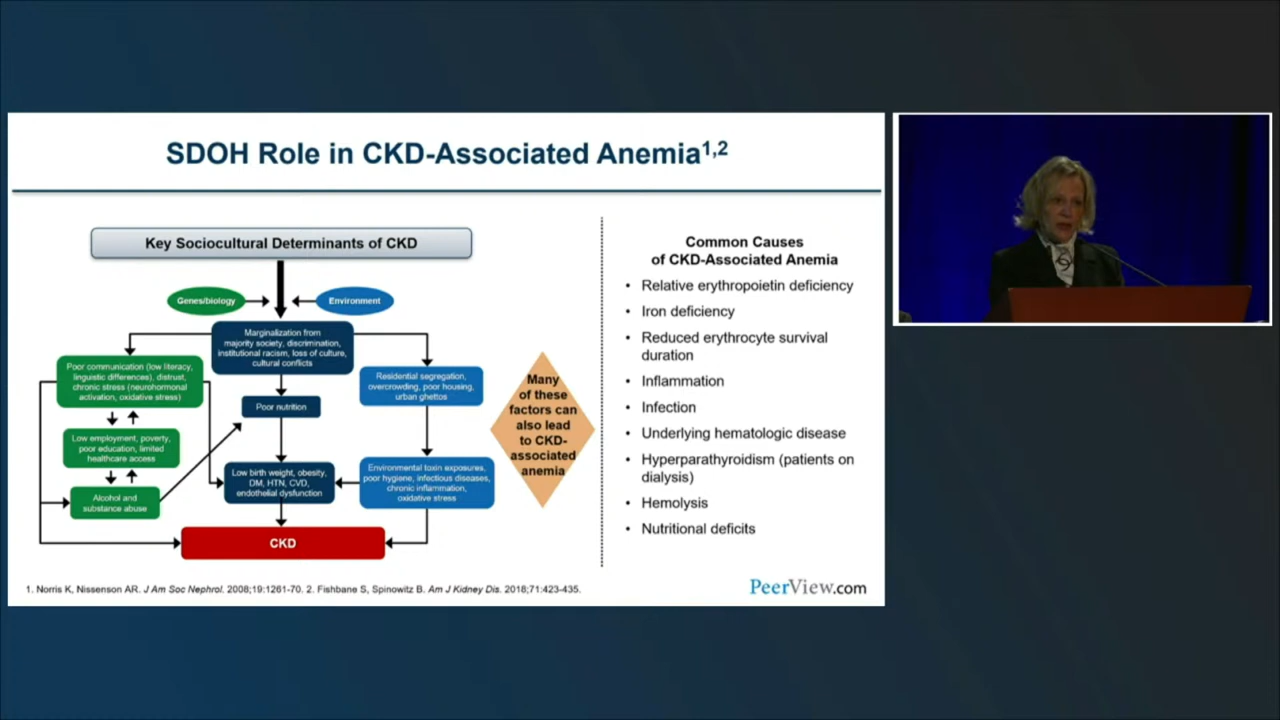 SDOH Role in CKD-Associated Anemia1,2
Key Sociocultural Determinants of CKD
Genes/biology
Environment
Marginalization from
majority society, discrimination,
institutional racism, loss of culture,
cultural conflicts
Poor communication (low literacy,
linguistic differences), distrust,
chronic stress (neurohormonal
activation, oxidative stress)
Residential segregation,
overcrowding, poor housing,
urban ghettos
Poor nutrition
Low employment, poverty,
poor education, limited
healthcare access
Low birth weight, obesity,
DM, HTN, CVD,
endothelial dysfunction
Environmental toxin exposures,
poor hygiene, infectious diseases,
chronic inflammation,
oxidative stress
Alcohol and
substance abuse
CKD
Many
of these
factors can
also lead
to CKD-
associated
anemia
Common Causes
of CKD-Associated Anemia
• Relative erythropoietin deficiency
• Iron deficiency
• Reduced erythrocyte survival
duration
• Inflammation
• Infection
• Underlying hematologic disease
• Hyperparathyroidism (patients on
dialysis)
• Hemolysis
• Nutritional deficits
1. Norris K, Nissenson AR. J Am Soc Nephrol. 2008;19:1261-70. 2. Fishbane S, Spinowitz B. Am J Kidney Dis. 2018;71:423-435.
PeerView.com